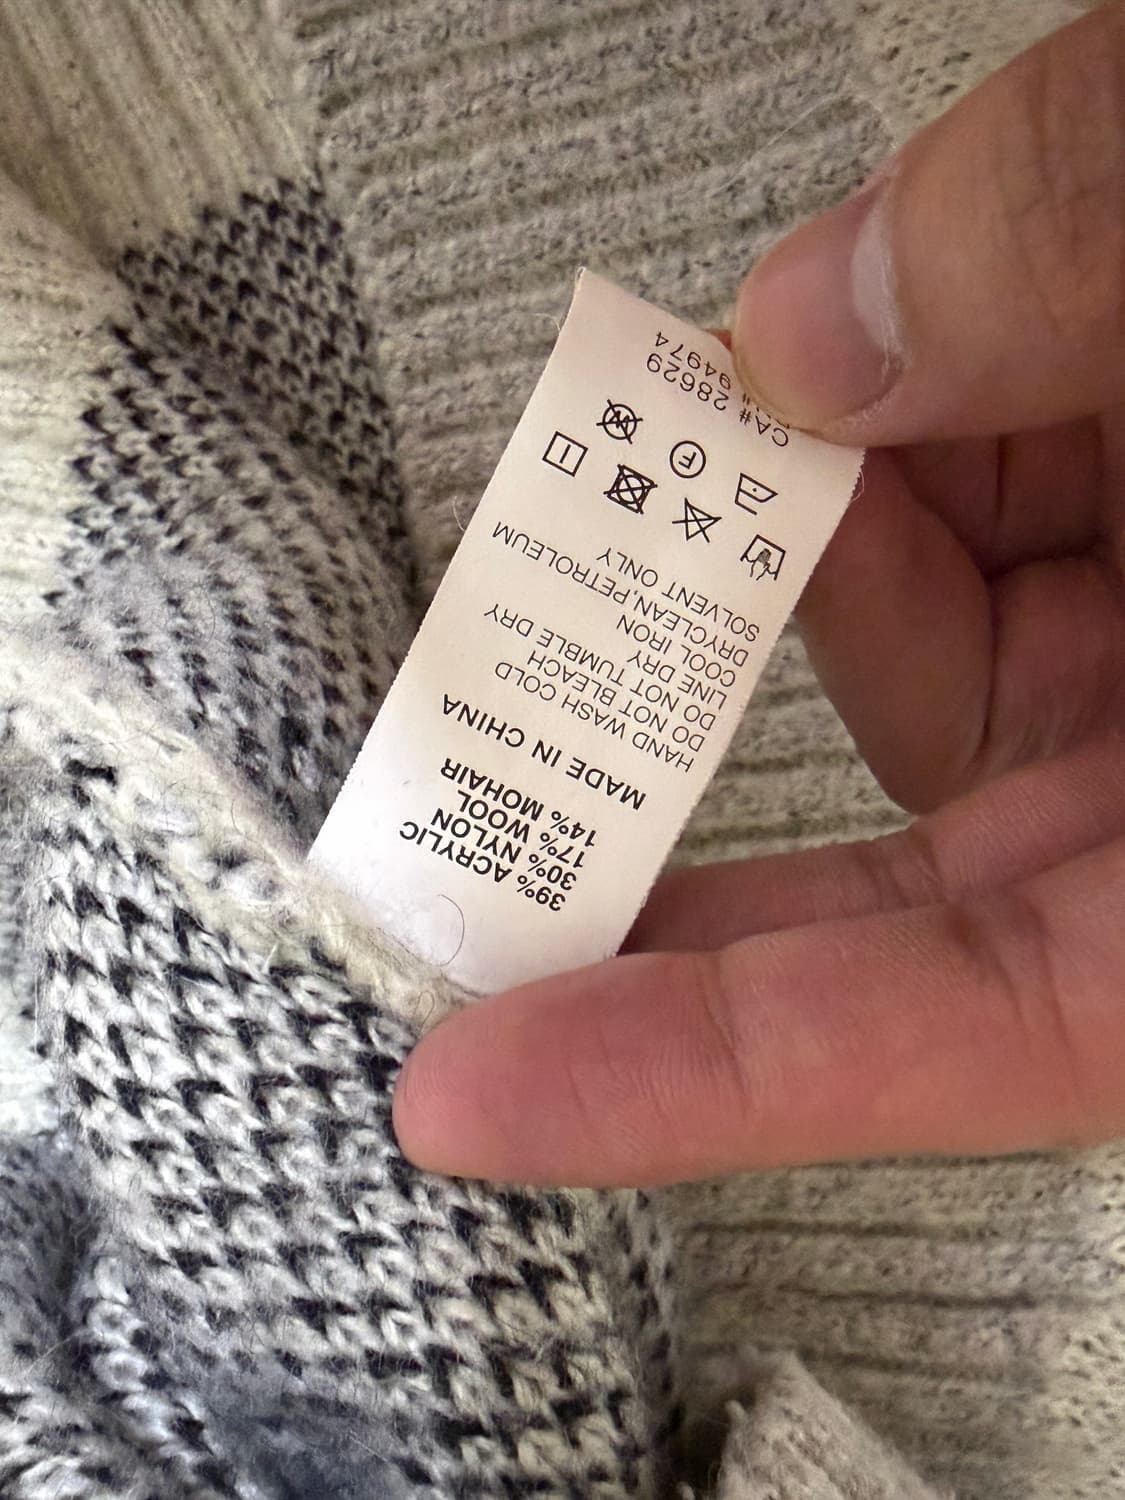 39% ACRYLIC
30% NYLON
17% WOOL
14% MOHAIR
MADE IN CHINA
HAND WASH COLD
DO NOT BLEACH
DO NOT TUMBLE DRY
LINE DRY
COOL IRON
DRYCLEAN,PETROLEUM
SOLVENT ONLY
F
W
CA# 28629
94974